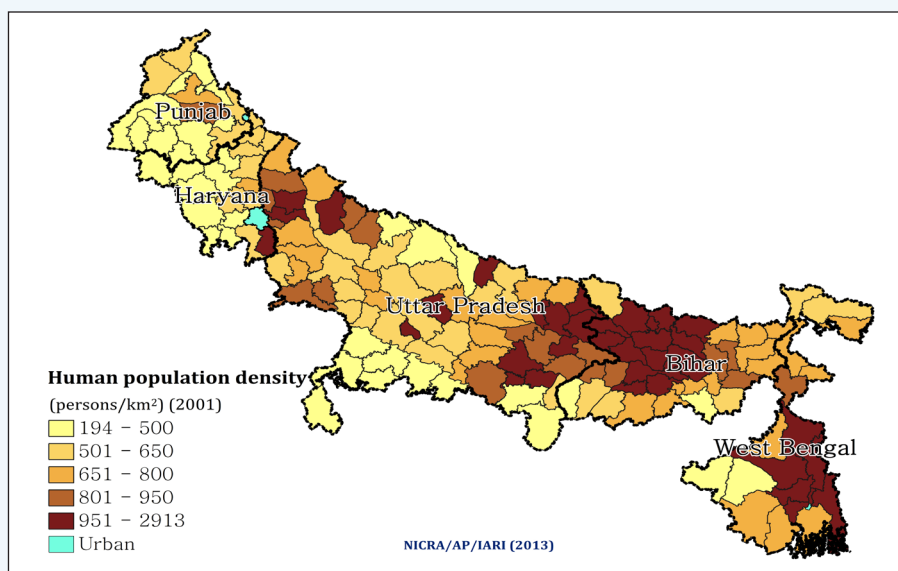 Punjab
Haryana
Uttar Pradesh
Bihar
West Bengal
Human population density
(persons/km²) (2001)
194 – 500
501 – 650
651 – 800
801 – 950
951 – 2913
Urban
NICRA/AP/IARI (2013)